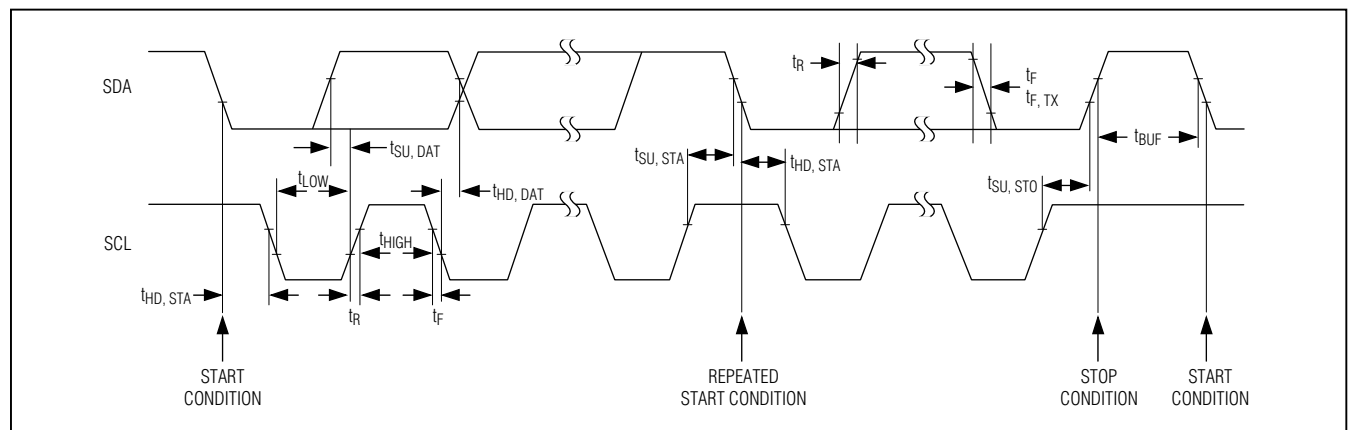 SDA
tR
tF
tF, TX
tSU, DAT
tLOW
tHD, DAT
tSU, STA
tHD, STA
tBUF
tSU, STO
SCL
tHIGH
tHD, STA
tR
tF
START
CONDITION
REPEATED
START CONDITION
STOP
CONDITION
START
CONDITION